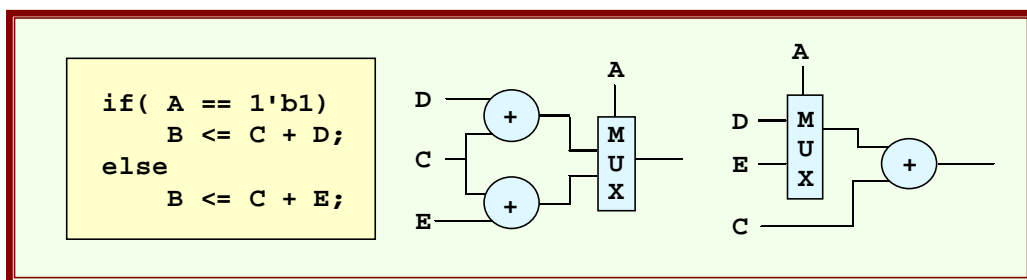 if( A == 1'b1)
B <= C + D;
else
B <= C + E;
D
C
E
+
+
A
M
U
X
A
D
E
C
M
U
X
+